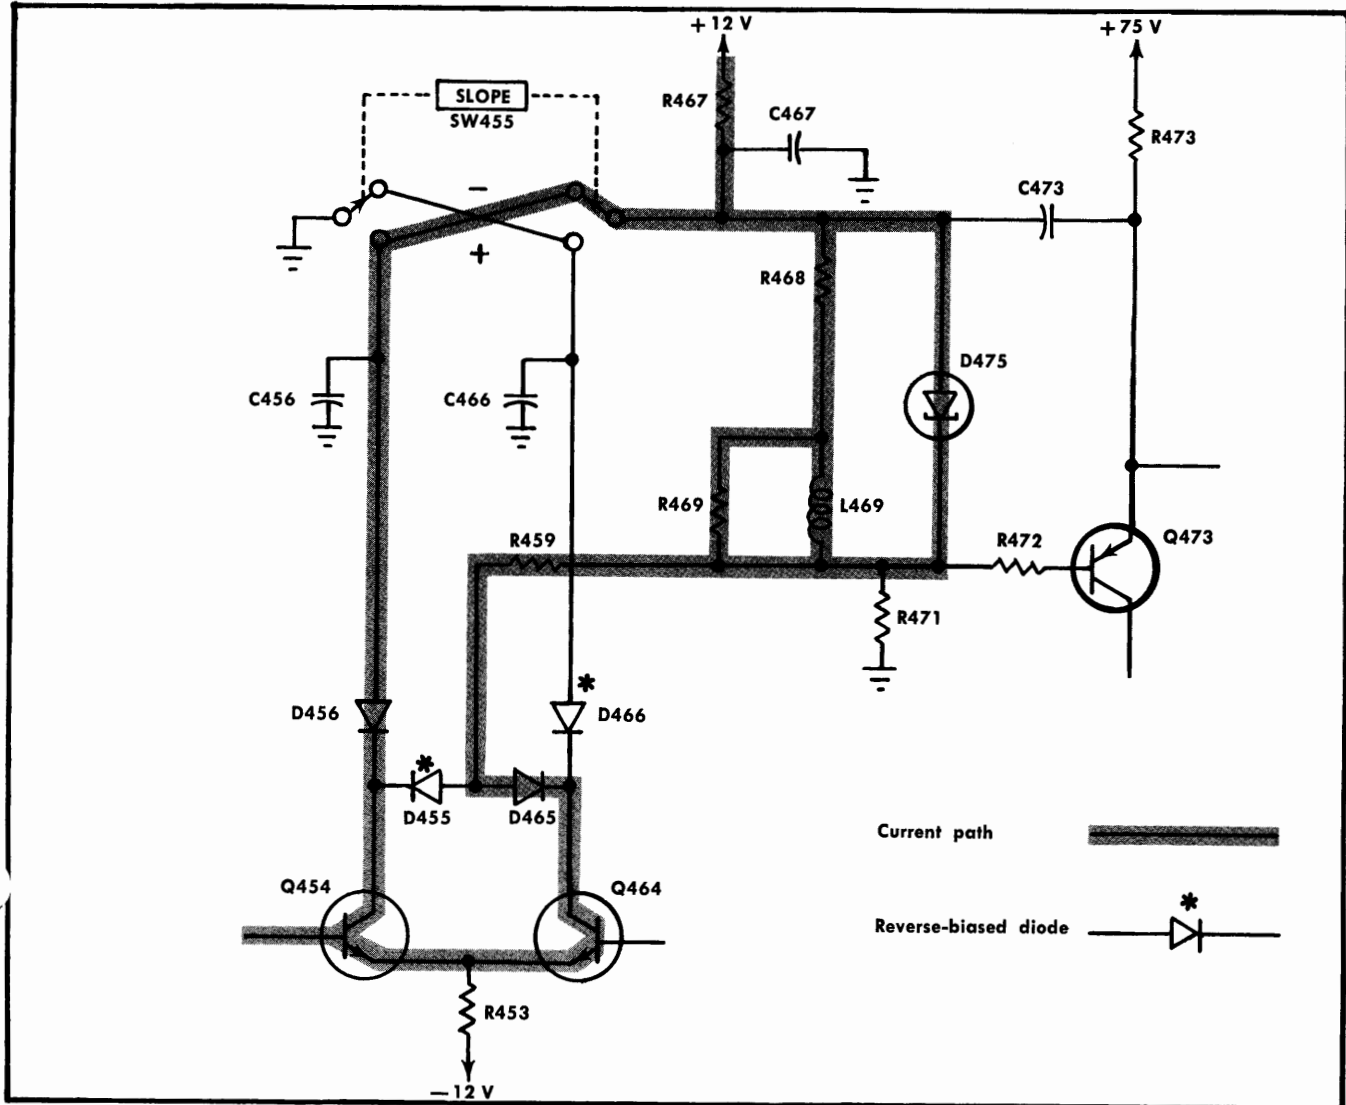 +12 V
+75 V
SLOPE
SW455
R467
C467
R473
C473
−
+
R468
D475
C456
C466
R469
L469
R459
R472
Q473
R471
D456
*
D466
*
D455
D465
Current path
Q454
Q464
*
Reverse-biased diode
R453
−12 V